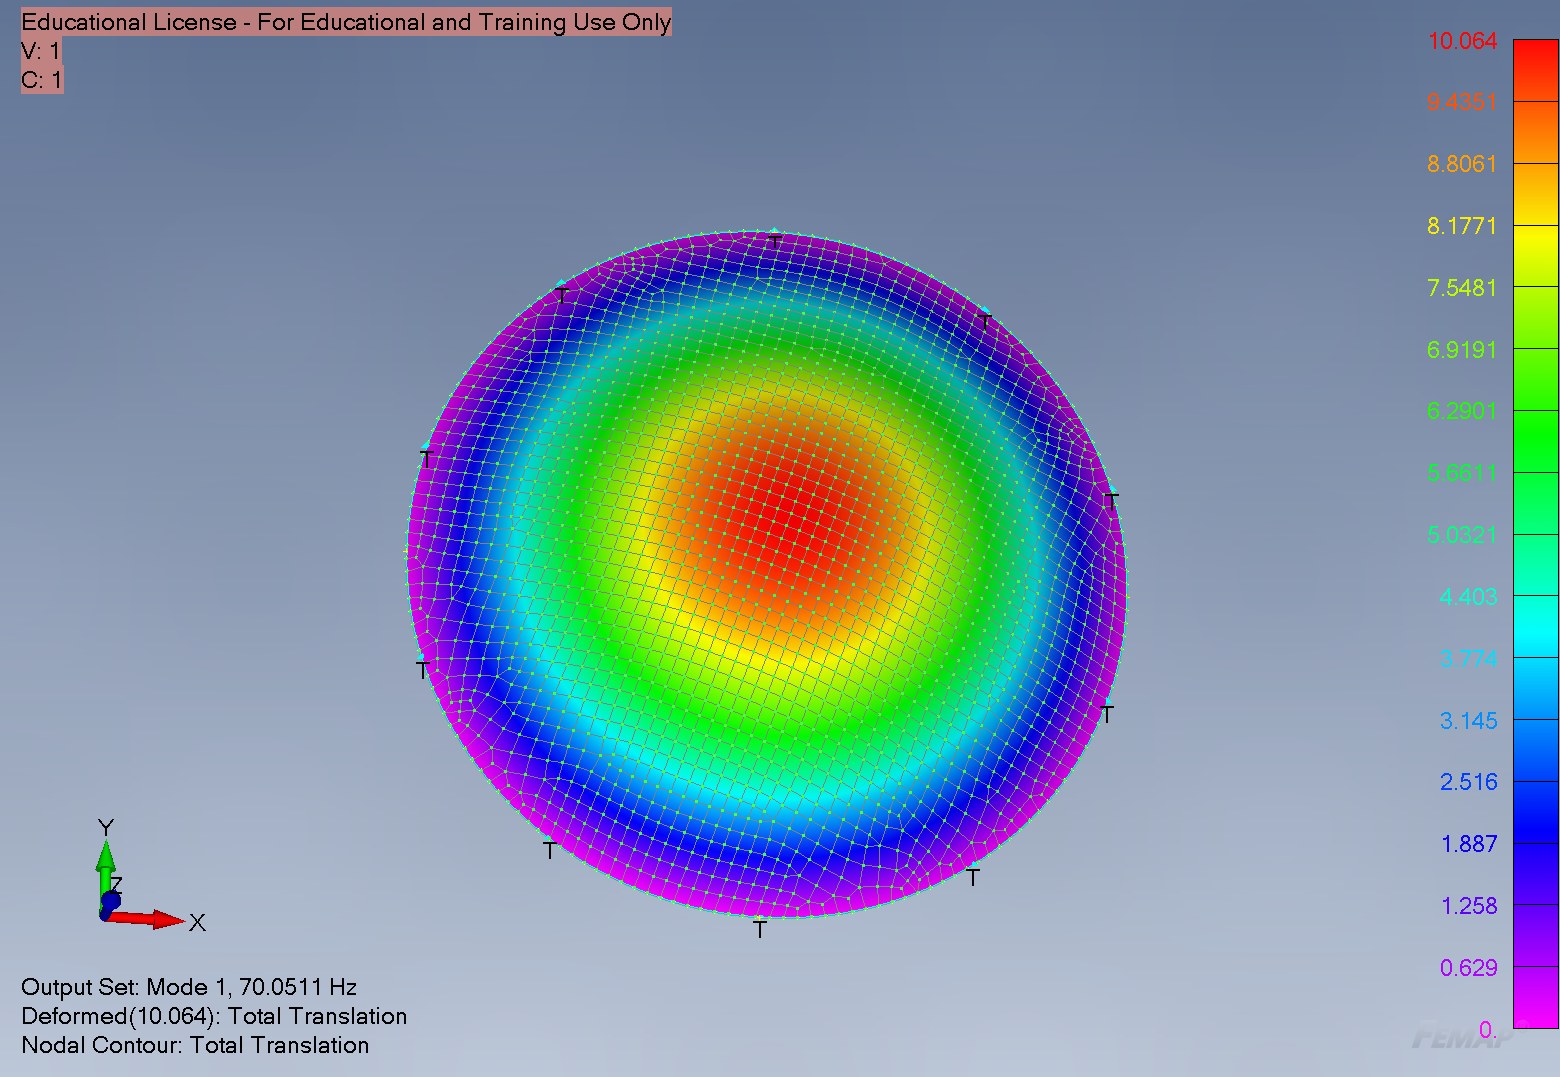 Educational License - For Educational and Training Use Only
V: 1
C: 1
10.064
9.4351
8.8061
8.1771
7.5481
6.9191
6.2901
5.6611
5.0321
4.403
3.774
3.145
2.516
1.887
1.258
0.629
0.
T
T
T
T
T
T
T
T
T
T
Y
Z
X
Output Set: Mode 1, 70.0511 Hz
Deformed(10.064): Total Translation
Nodal Contour: Total Translation
FEMAP